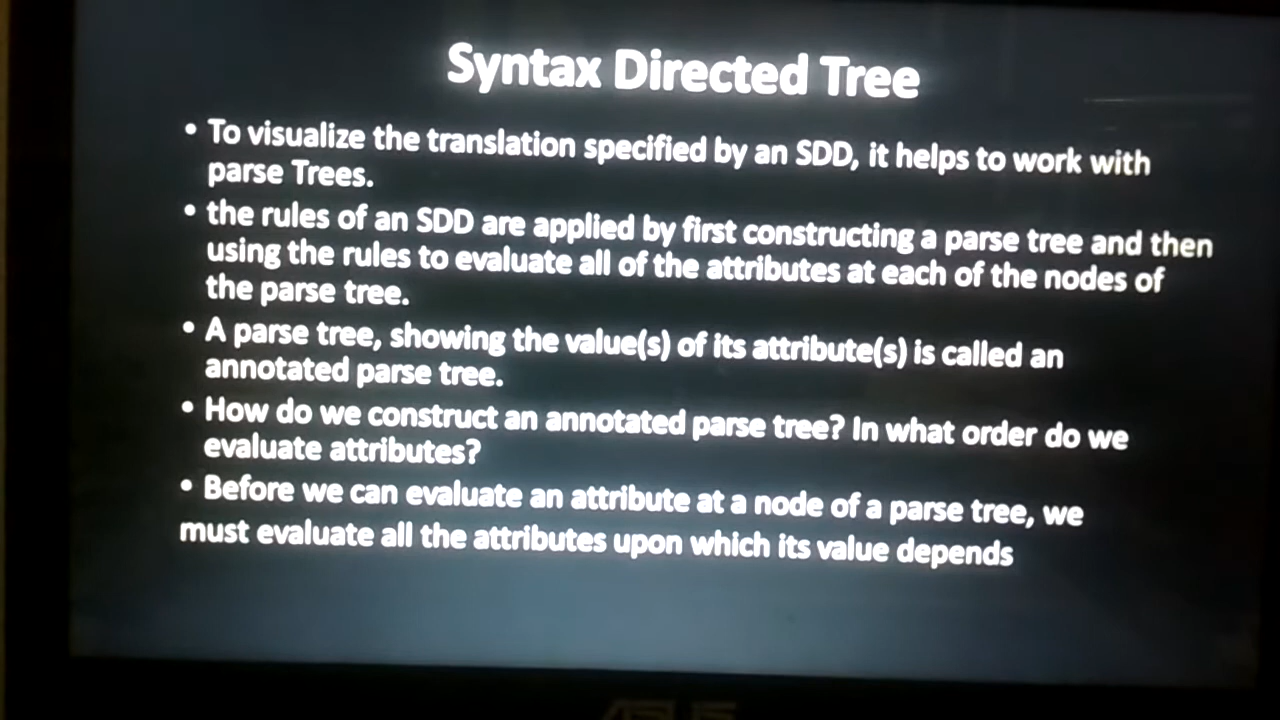 Syntax Directed Tree
• To visualize the translation specified by an SDD, it helps to work with
parse Trees.
• the rules of an SDD are applied by first constructing a parse tree and then
using the rules to evaluate all of the attributes at each of the nodes of
the parse tree.
• A parse tree, showing the value(s) of its attribute(s) is called an
annotated parse tree.
• How do we construct an annotated parse tree? In what order do we
evaluate attributes?
• Before we can evaluate an attribute at a node of a parse tree, we
must evaluate all the attributes upon which its value depends